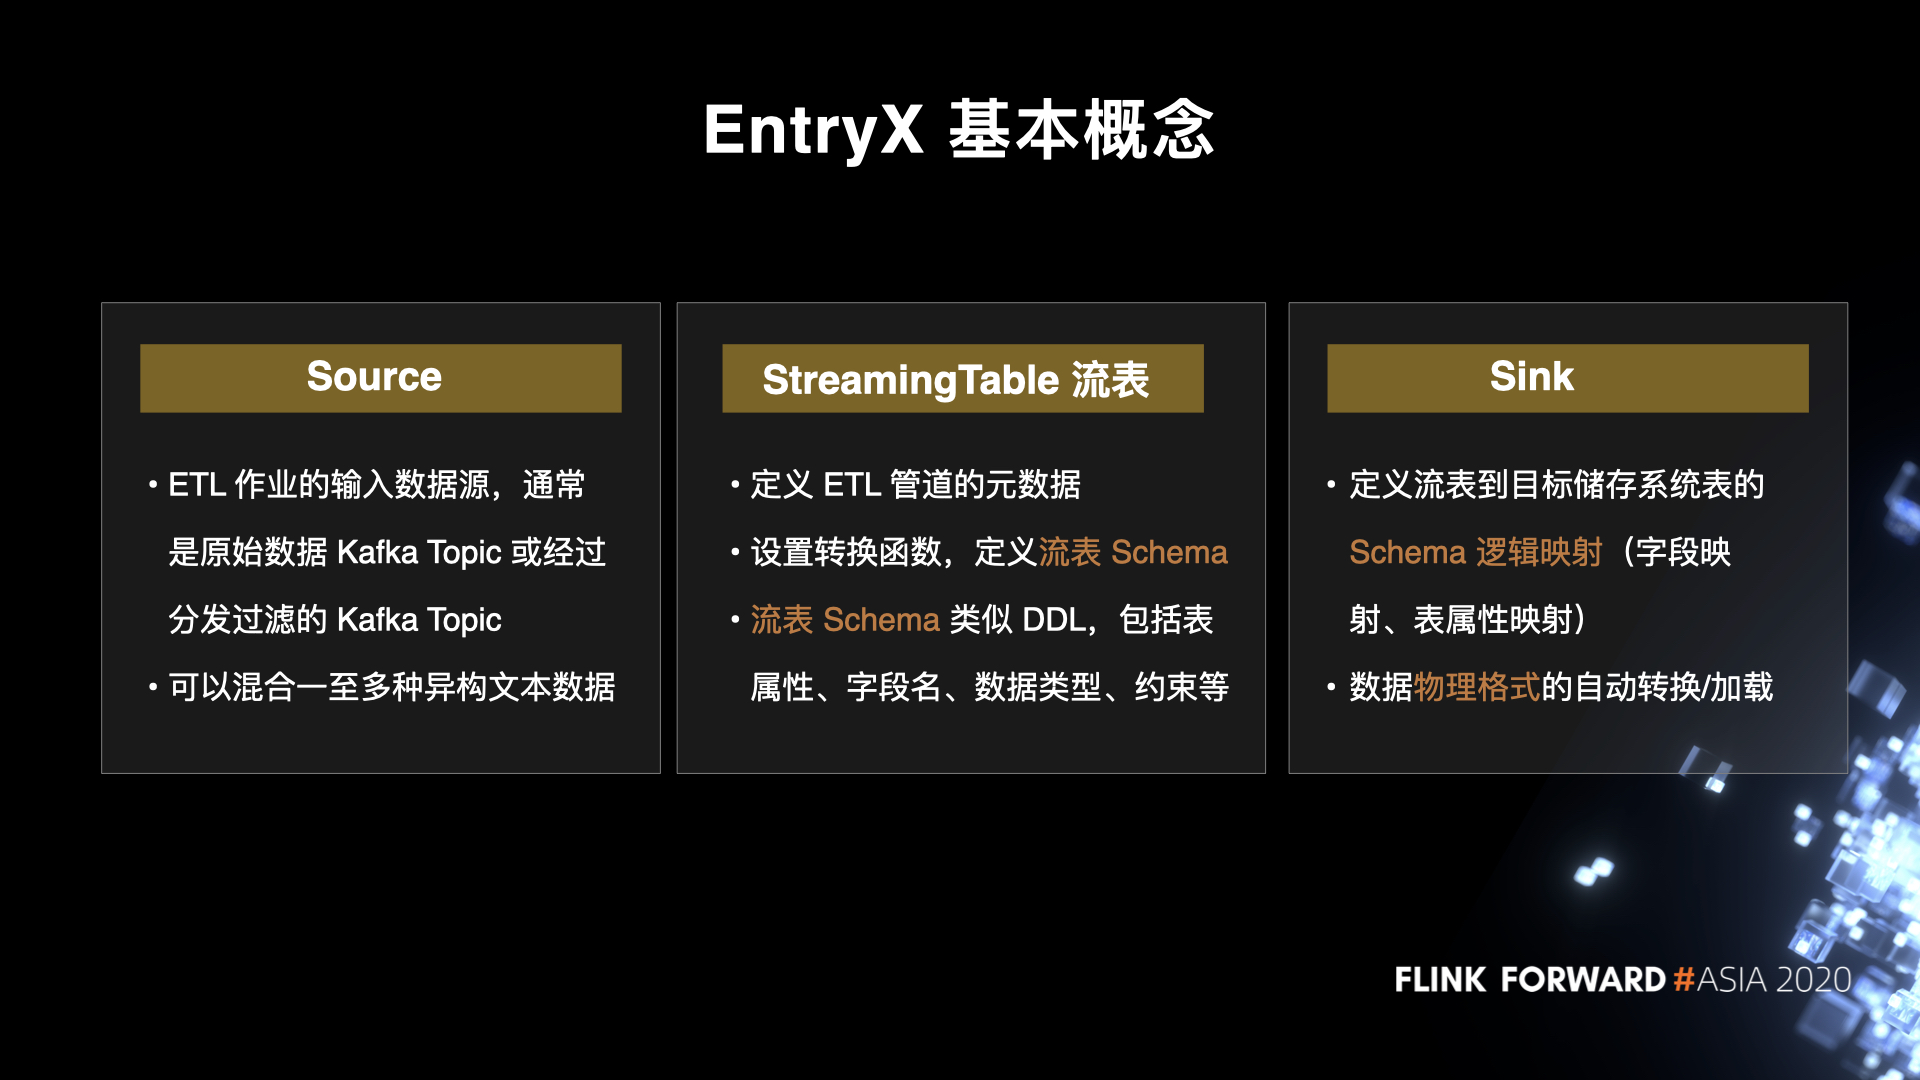 EntryX 基本概念
Source
• ETL 作业的输入数据源，通常
是原始数据 Kafka Topic 或经过
分发过滤的 Kafka Topic
• 可以混合一至多种异构文本数据
StreamingTable 流表
• 定义 ETL 管道的元数据
• 设置转换函数，定义流表 Schema
• 流表 Schema 类似 DDL，包括表
属性、字段名、数据类型、约束等
Sink
• 定义流表到目标储存系统表的
Schema 逻辑映射（字段映
射、表属性映射）
• 数据物理格式的自动转换/加载
FLINK FORWARD #ASIA 2020